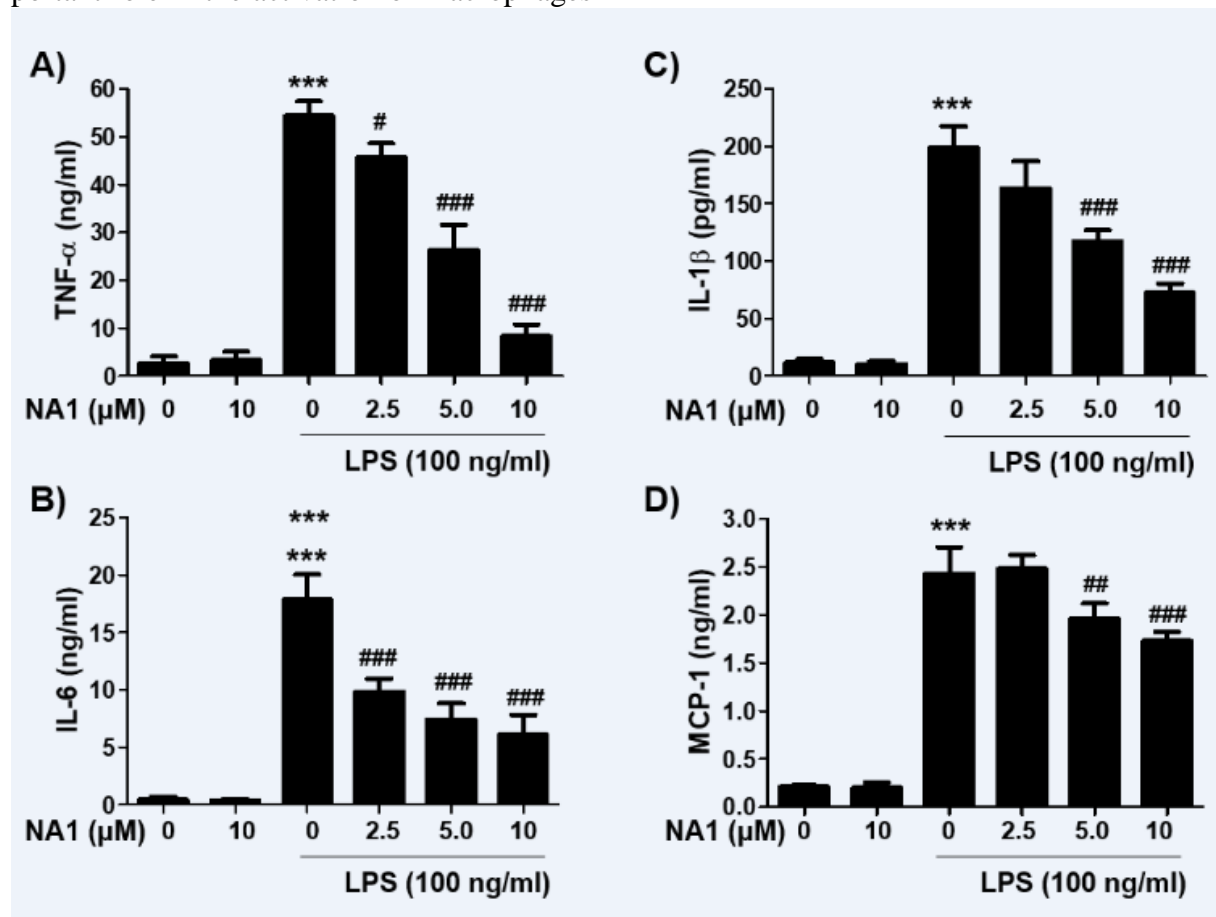 A)
***
#
###
###
60
50
40
30
20
10
0
TNF-α (ng/ml)
NA1 (µM) 0 10 0 2.5 5.0 10
LPS (100 ng/ml)
B)
***
***
###
###
###
25
20
15
10
5
0
IL-6 (ng/ml)
NA1 (µM) 0 10 0 2.5 5.0 10
LPS (100 ng/ml)
C)
***
###
###
250
200
150
100
50
0
IL-1β (pg/ml)
NA1 (µM) 0 10 0 2.5 5.0 10
LPS (100 ng/ml)
D)
***
##
###
3.0
2.5
2.0
1.5
1.0
0.5
0.0
MCP-1 (ng/ml)
NA1 (µM) 0 10 0 2.5 5.0 10
LPS (100 ng/ml)